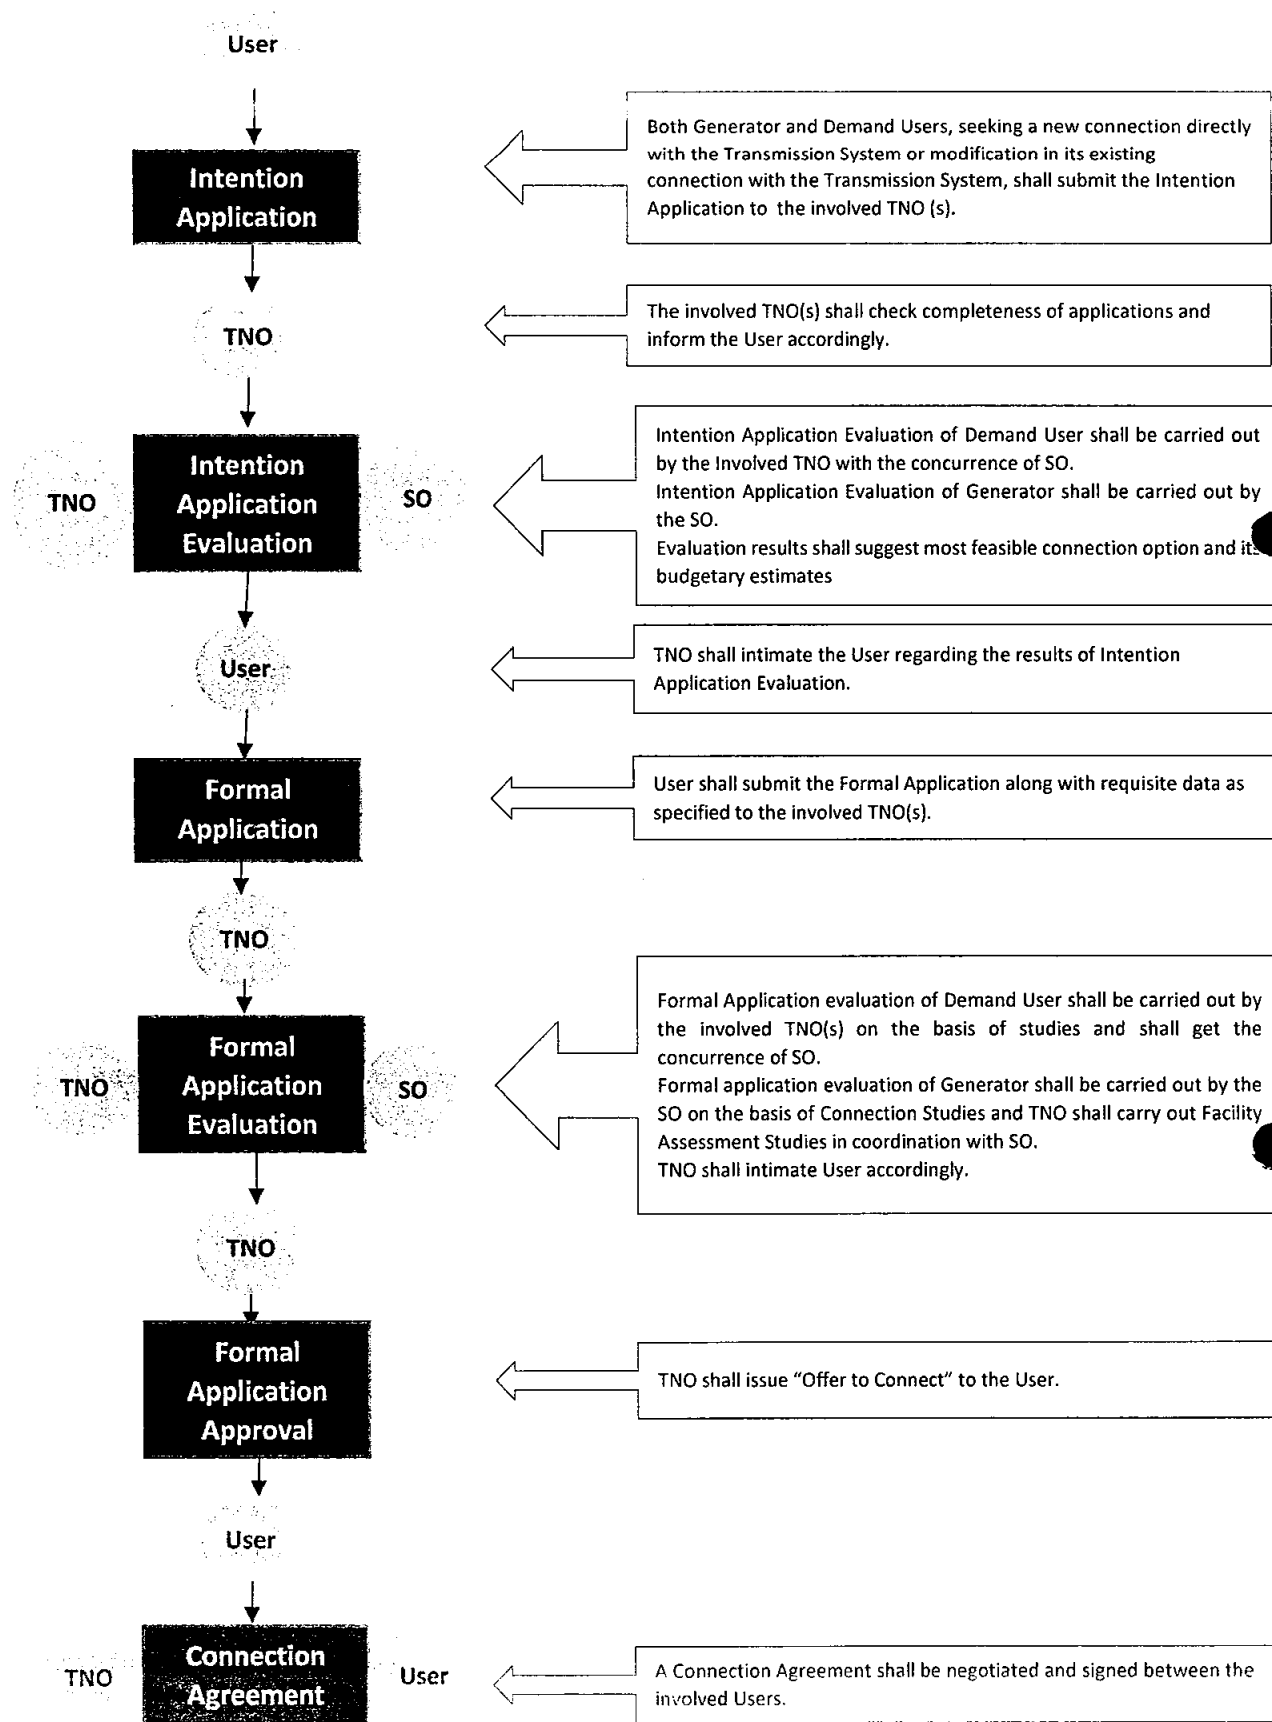 User
Intention
Application
Both Generator and Demand Users, seeking a new connection directly
with the Transmission System or modification in its existing
connection with the Transmission System, shall submit the Intention
Application to the involved TNO (s).
TNO
The involved TNO(s) shall check completeness of applications and
inform the User accordingly.
TNO
Intention
Application
Evaluation
SO
Intention Application Evaluation of Demand User shall be carried out
by the Involved TNO with the concurrence of SO.
Intention Application Evaluation of Generator shall be carried out by
the SO.
Evaluation results shall suggest most feasible connection option and its
budgetary estimates
User
TNO shall intimate the User regarding the results of Intention
Application Evaluation.
Formal
Application
User shall submit the Formal Application along with requisite data as
specified to the involved TNO(s).
TNO
TNO
Formal
Application
Evaluation
SO
Formal Application evaluation of Demand User shall be carried out by
the involved TNO(s) on the basis of studies and shall get the
concurrence of SO.
Formal application evaluation of Generator shall be carried out by the
SO on the basis of Connection Studies and TNO shall carry out Facility
Assessment Studies in coordination with SO.
TNO shall intimate User accordingly.
TNO
Formal
Application
Approval
TNO shall issue “Offer to Connect” to the User.
User
TNO
Connection
Agreement
User
A Connection Agreement shall be negotiated and signed between the
involved Users.